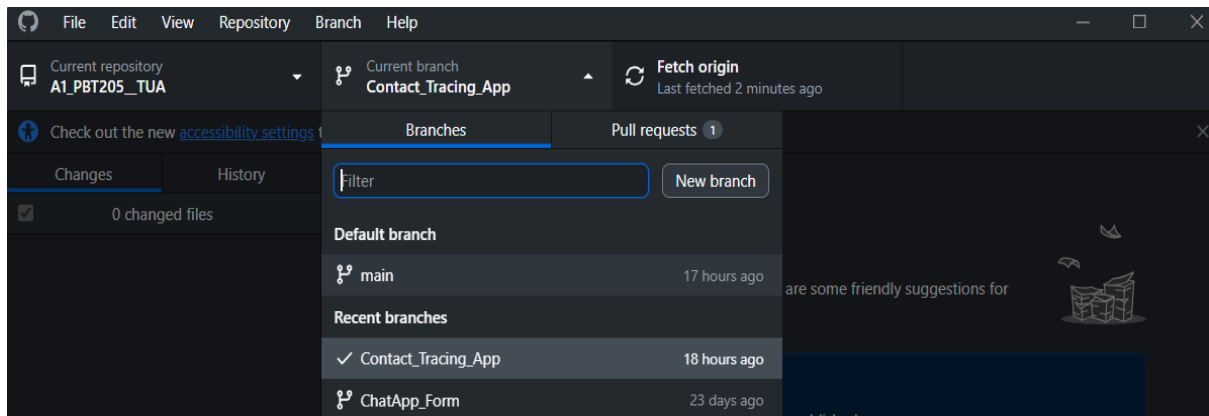 File Edit View Repository Branch Help
Current repository
A1_PBT205__TUA
Current branch
Contact_Tracing_App
Fetch origin
Last fetched 2 minutes ago
Check out the new accessibility settings t
Branches
Pull requests 1
Changes
History
Filter
New branch
0 changed files
Default branch
main 17 hours ago
are some friendly suggestions for
Recent branches
Contact_Tracing_App 18 hours ago
ChatApp_Form 23 days ago